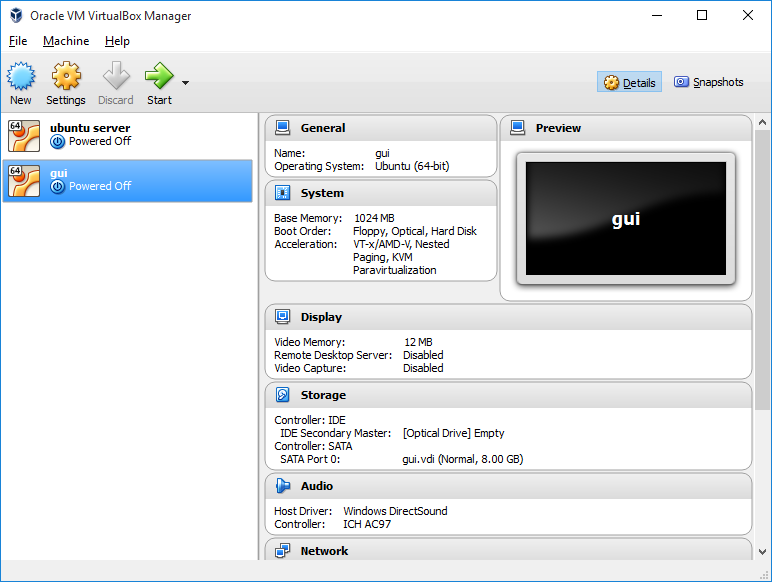 Oracle VM VirtualBox Manager
File Machine Help
New Settings Discard Start
Details Snapshots
64 ubuntu server
Powered Off
64 gui
Powered Off
General
Name: gui
Operating System: Ubuntu (64-bit)
System
Base Memory: 1024 MB
Boot Order: Floppy, Optical, Hard Disk
Acceleration: VT-x/AMD-V, Nested
Paging, KVM
Paravirtualization
Preview
gui
Display
Video Memory: 12 MB
Remote Desktop Server: Disabled
Video Capture: Disabled
Storage
Controller: IDE
IDE Secondary Master: [Optical Drive] Empty
Controller: SATA
SATA Port 0: gui.vdi (Normal, 8.00 GB)
Audio
Host Driver: Windows DirectSound
Controller: ICH AC97
Network